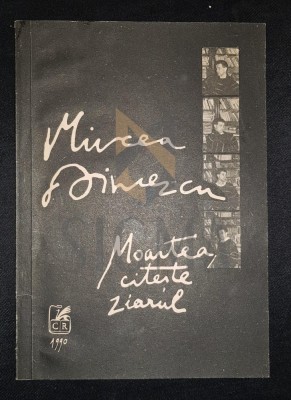 Mircea
Dinescu
Moartea
citește
ziarul
CR
1990